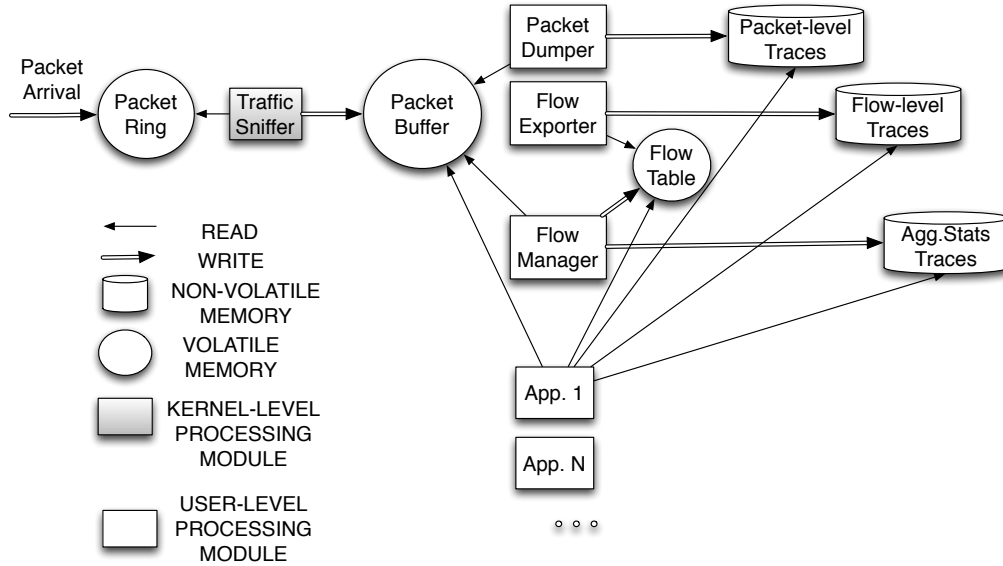 Packet
Arrival
Packet
Ring
Traffic
Sniffer
Packet
Buffer
Packet
Dumper
Packet-level
Traces
Flow
Exporter
Flow-level
Traces
Flow
Table
Flow
Manager
Agg.Stats
Traces
READ
WRITE
NON-VOLATILE
MEMORY
VOLATILE
MEMORY
KERNEL-LEVEL
PROCESSING
MODULE
USER-LEVEL
PROCESSING
MODULE
App. 1
App. N